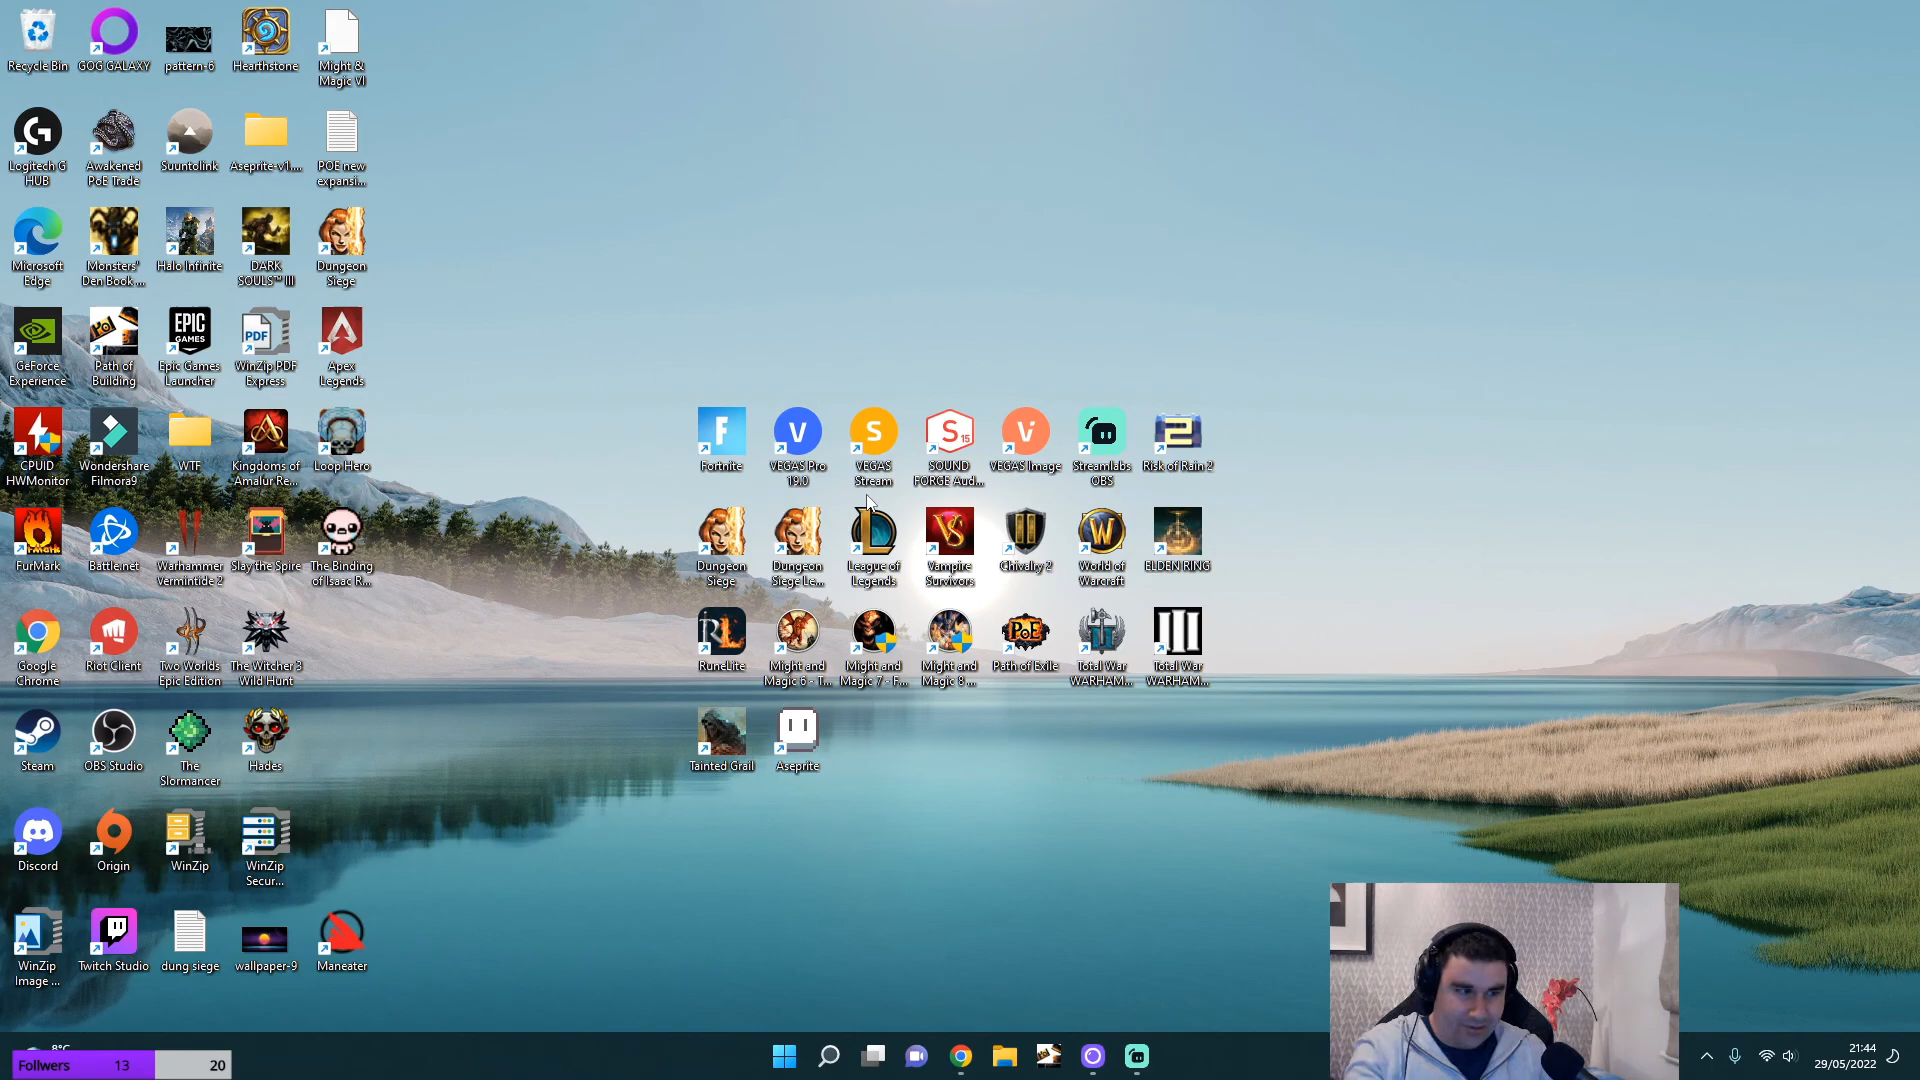 Recycle Bin
GOG GALAXY
pattern-6
Hearthstone
Might &
Magic VI
Logitech G
HUB
Awakened
PoE Trade
Suuntolink
Aseprite-v1....
POE new
expansi...
Microsoft
Edge
Monsters'
Den Book ...
Halo Infinite
DARK
SOULS™ III
Dungeon
Siege
GeForce
Experience
Path of
Building
EPIC
GAMES
Epic Games
Launcher
PDF
WinZip PDF
Express
Apex
Legends
CPUID
HWMonitor
Wondershare
Filmora9
WTF
Kingdoms of
Amalur Re...
Loop Hero
FurMark
Battle.net
Warhammer
Vermintide 2
Slay the Spire
The Binding
of Isaac R...
Google
Chrome
Riot Client
Two Worlds
Epic Edition
The Witcher 3
Wild Hunt
Steam
OBS Studio
The
Slormancer
Hades
Discord
Origin
WinZip
WinZip
Secur...
WinZip
Image ...
Twitch Studio
dung siege
wallpaper-9
Maneater
Fortnite
VEGAS Pro
19.0
VEGAS
Stream
S 15
SOUND
FORGE Aud...
VEGAS Image
Streamlabs
OBS
Risk of Rain 2
Dungeon
Siege
Dungeon
Siege Le...
League of
Legends
VS
Vampire
Survivors
Chivalry 2
World of
Warcraft
ELDEN RING
RL
RuneLite
Might and
Magic 6 - T...
Might and
Magic 7 - F...
Might and
Magic 8 ...
PoE
Path of Exile
Total War
WARHAM...
III
Total War
WARHAM...
Tainted Grail
Aseprite
8°C
Follwers 13 20
21:44
29/05/2022